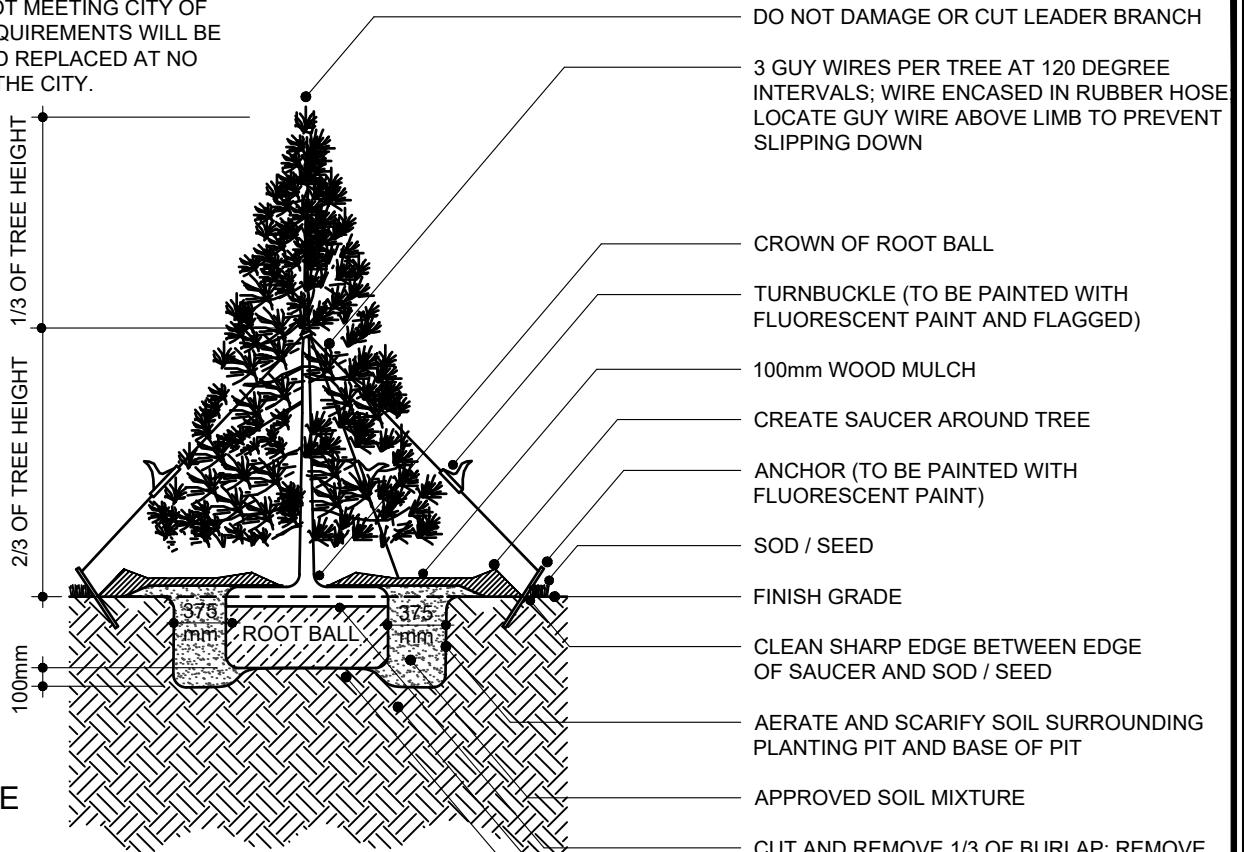 OT MEETING CITY OF
QUIREMENTS WILL BE
D REPLACED AT NO
THE CITY.
DO NOT DAMAGE OR CUT LEADER BRANCH
3 GUY WIRES PER TREE AT 120 DEGREE
INTERVALS; WIRE ENCASED IN RUBBER HOSE
LOCATE GUY WIRE ABOVE LIMB TO PREVENT
SLIPPING DOWN
1/3 OF TREE HEIGHT
2/3 OF TREE HEIGHT
100mm
CROWN OF ROOT BALL
TURNBUCKLE (TO BE PAINTED WITH
FLUORESCENT PAINT AND FLAGGED)
100mm WOOD MULCH
CREATE SAUCER AROUND TREE
ANCHOR (TO BE PAINTED WITH
FLUORESCENT PAINT)
SOD / SEED
FINISH GRADE
375
mm
ROOT BALL
375
mm
CLEAN SHARP EDGE BETWEEN EDGE
OF SAUCER AND SOD / SEED
AERATE AND SCARIFY SOIL SURROUNDING
PLANTING PIT AND BASE OF PIT
APPROVED SOIL MIXTURE
E
CUT AND REMOVE 1/3 OF BURLAP; REMOVE